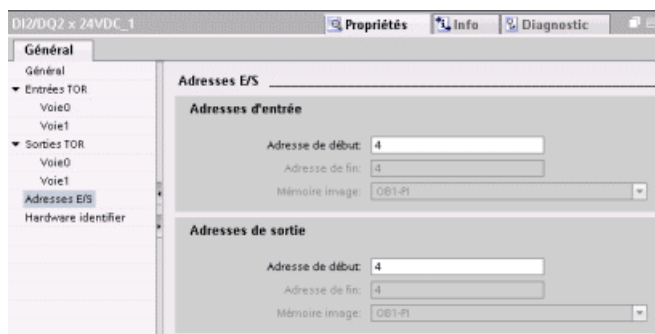 DI2/DQ2 x 24VDC_1
Propriétés
Info
Diagnostic
Général
Général
Entrées TOR
Voie0
Voie1
Sorties TOR
Voie0
Voie1
Adresses E/S
Hardware identifier
Adresses E/S
Adresses d'entrée
Adresse de début: 4
Adresse de fin: 4
Mémoire image: OB1-PI
Adresses de sortie
Adresse de début: 4
Adresse de fin: 4
Mémoire image: OB1-PI